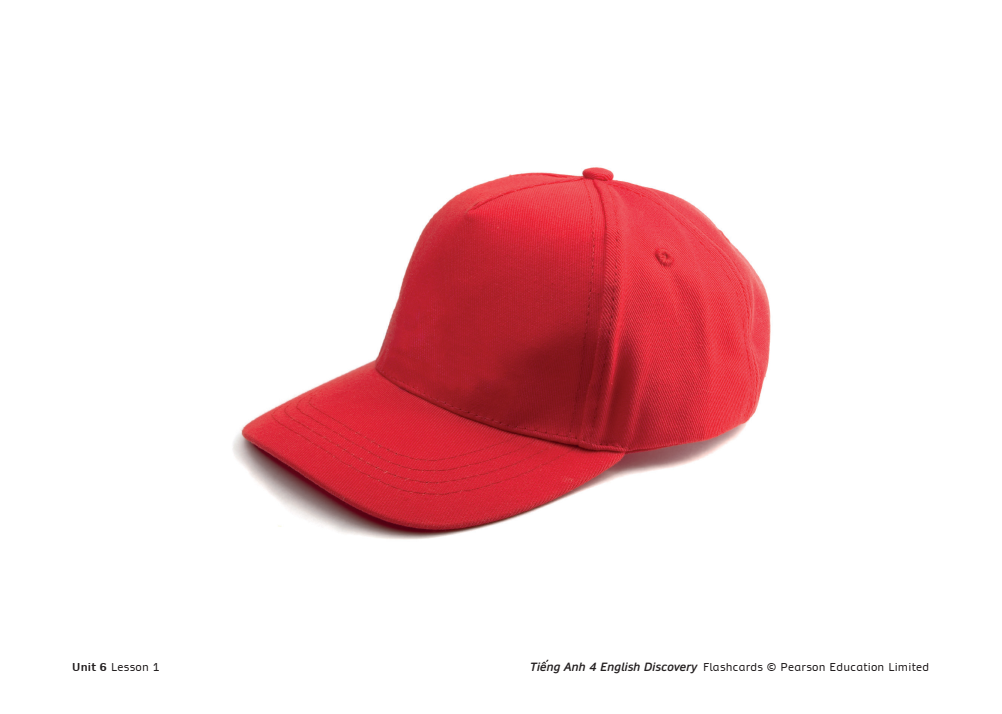 Unit 6 Lesson 1
Tiếng Anh 4 English Discovery Flashcards © Pearson Education Limited